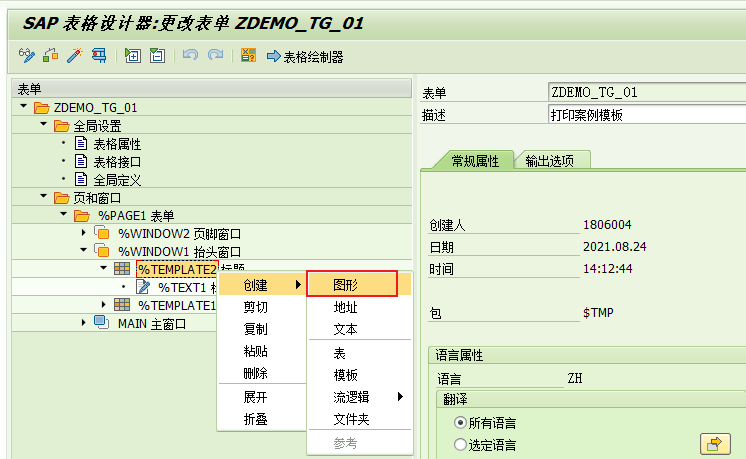 SAP 表格设计器:更改表单 ZDEMO_TG_01
表格绘制器
表单
ZDEMO_TG_01
全局设置
表格属性
表格接口
全局定义
页和窗口
%PAGE1 表单
%WINDOW2 页脚窗口
%WINDOW1 抬头窗口
%TEMPLATE2 标题
%TEXT1
%TEMPLATE1
MAIN 主窗口
创建
剪切
复制
粘贴
删除
展开
折叠
图形
地址
文本
表
模板
流逻辑
文件夹
参考
表单 ZDEMO_TG_01
描述 打印案例模板
常规属性 输出选项
创建人 1806004
日期 2021.08.24
时间 14:12:44
包 $TMP
语言属性
语言 ZH
翻译
所有语言
选定语言